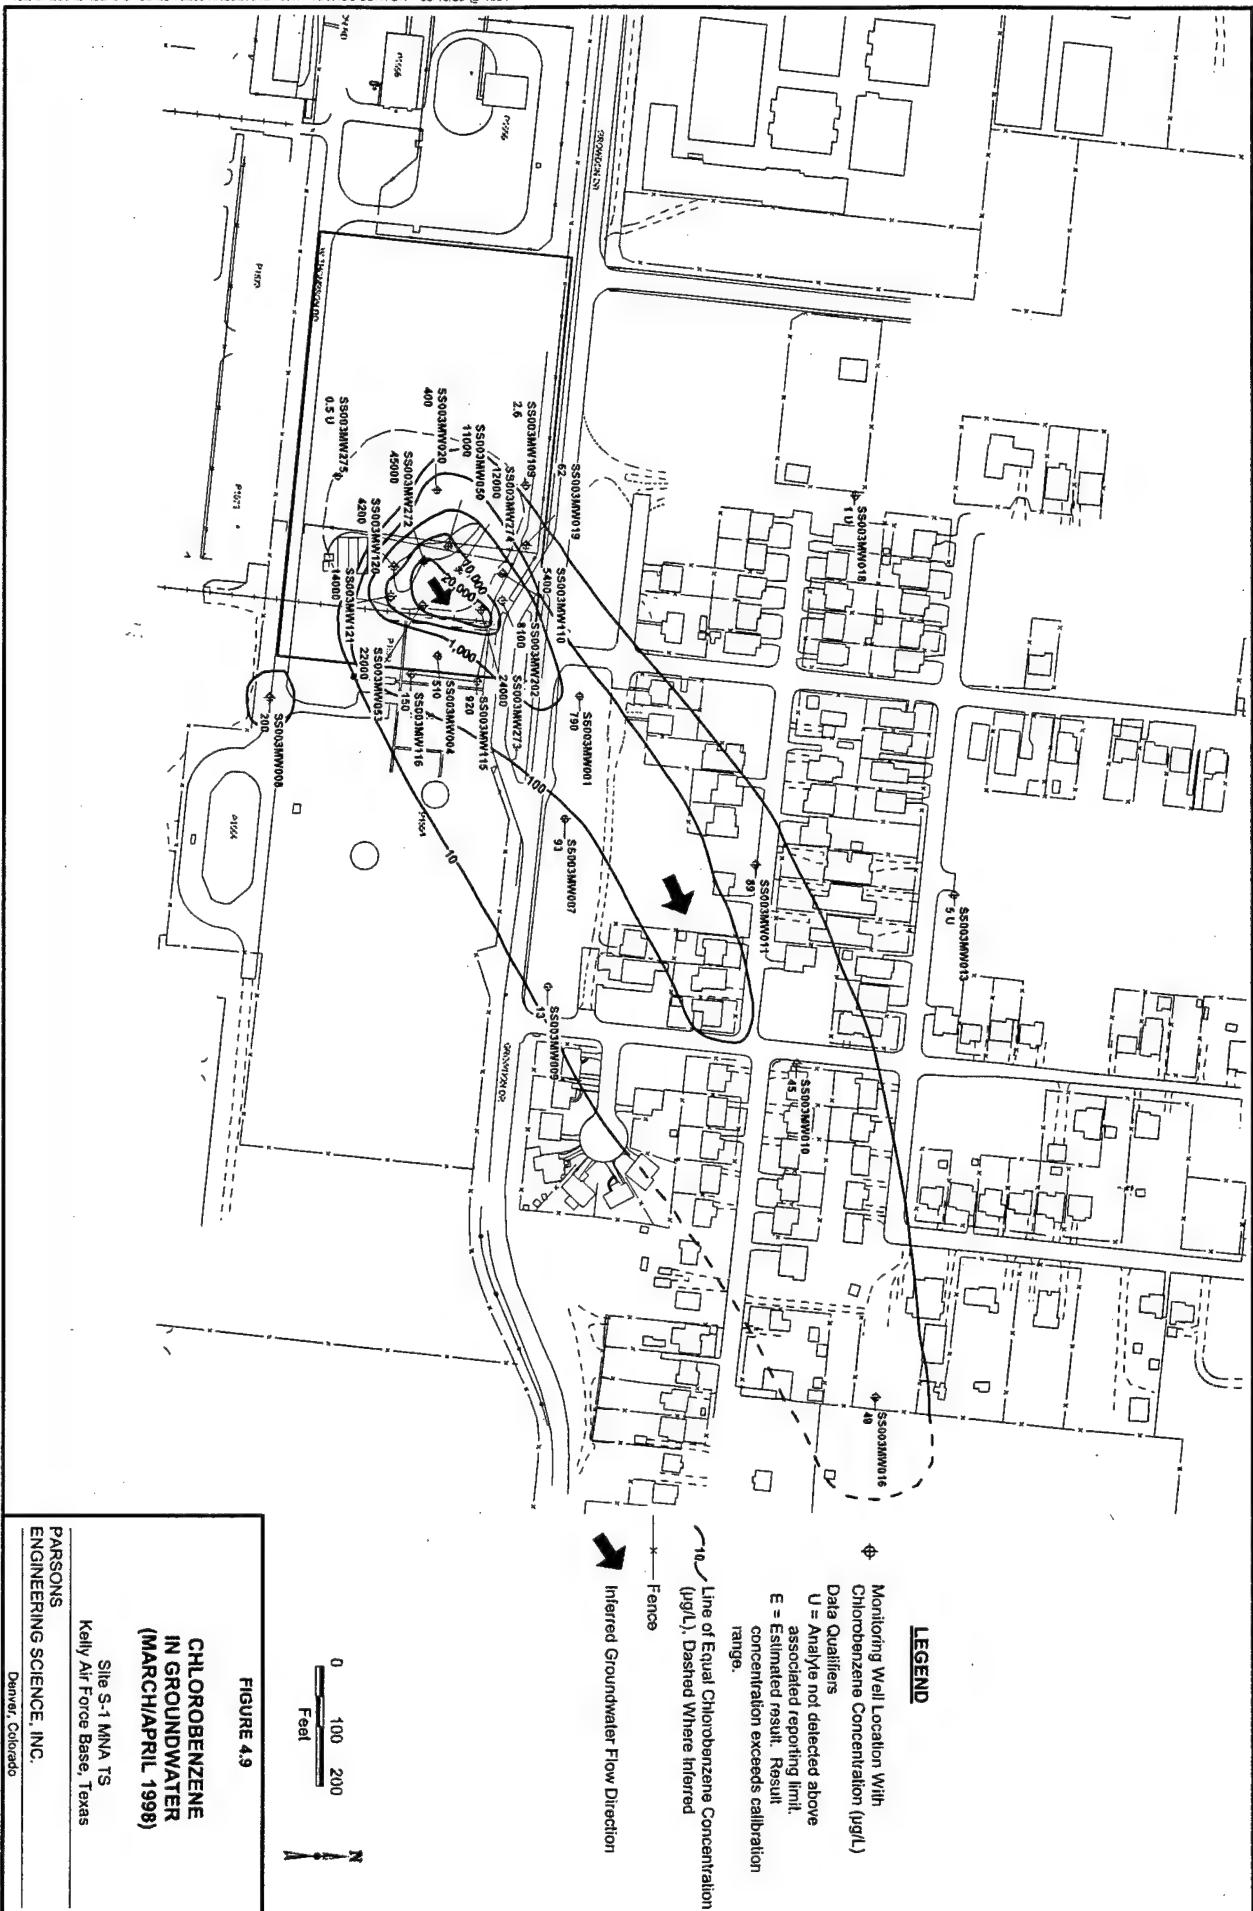 SS003MW109
2.6
SS003MW019
62
SS003MW274
12000
SS003MW050
11000
SS003MW020
400
SS003MW272
45000
SS003MW120
4200
SS003MW275
0.5 U
SS003MW121
14000
SS003MW110
5400
SS003MW202
8100
SS003MW273
24000
SS003MW115
920
SS003MW004
510
SS003MW116
150
SS003MW053
22000
SS003MW008
200
SS003MW001
790
SS003MW007
93
SS003MW018
1 U
SS003MW011
89
SS003MW013
5 U
SS003MW009
13
SS003MW010
45
SS003MW016
49
10,000
20,000
1,000
100
10
LEGEND
Monitoring Well Location With
Chlorobenzene Concentration (µg/L)
Data Qualifiers
U = Analyte not detected above
associated reporting limit.
E = Estimated result. Result
concentration exceeds calibration
range.
10 Line of Equal Chlorobenzene Concentration
(µg/L), Dashed Where Inferred
Fence
Inferred Groundwater Flow Direction
0 100 200
Feet
N
FIGURE 4.9
CHLOROBENZENE
IN GROUNDWATER
(MARCH/APRIL 1998)
Site S-1 MNA TS
Kelly Air Force Base, Texas
PARSONS
ENGINEERING SCIENCE, INC.
Denver, Colorado